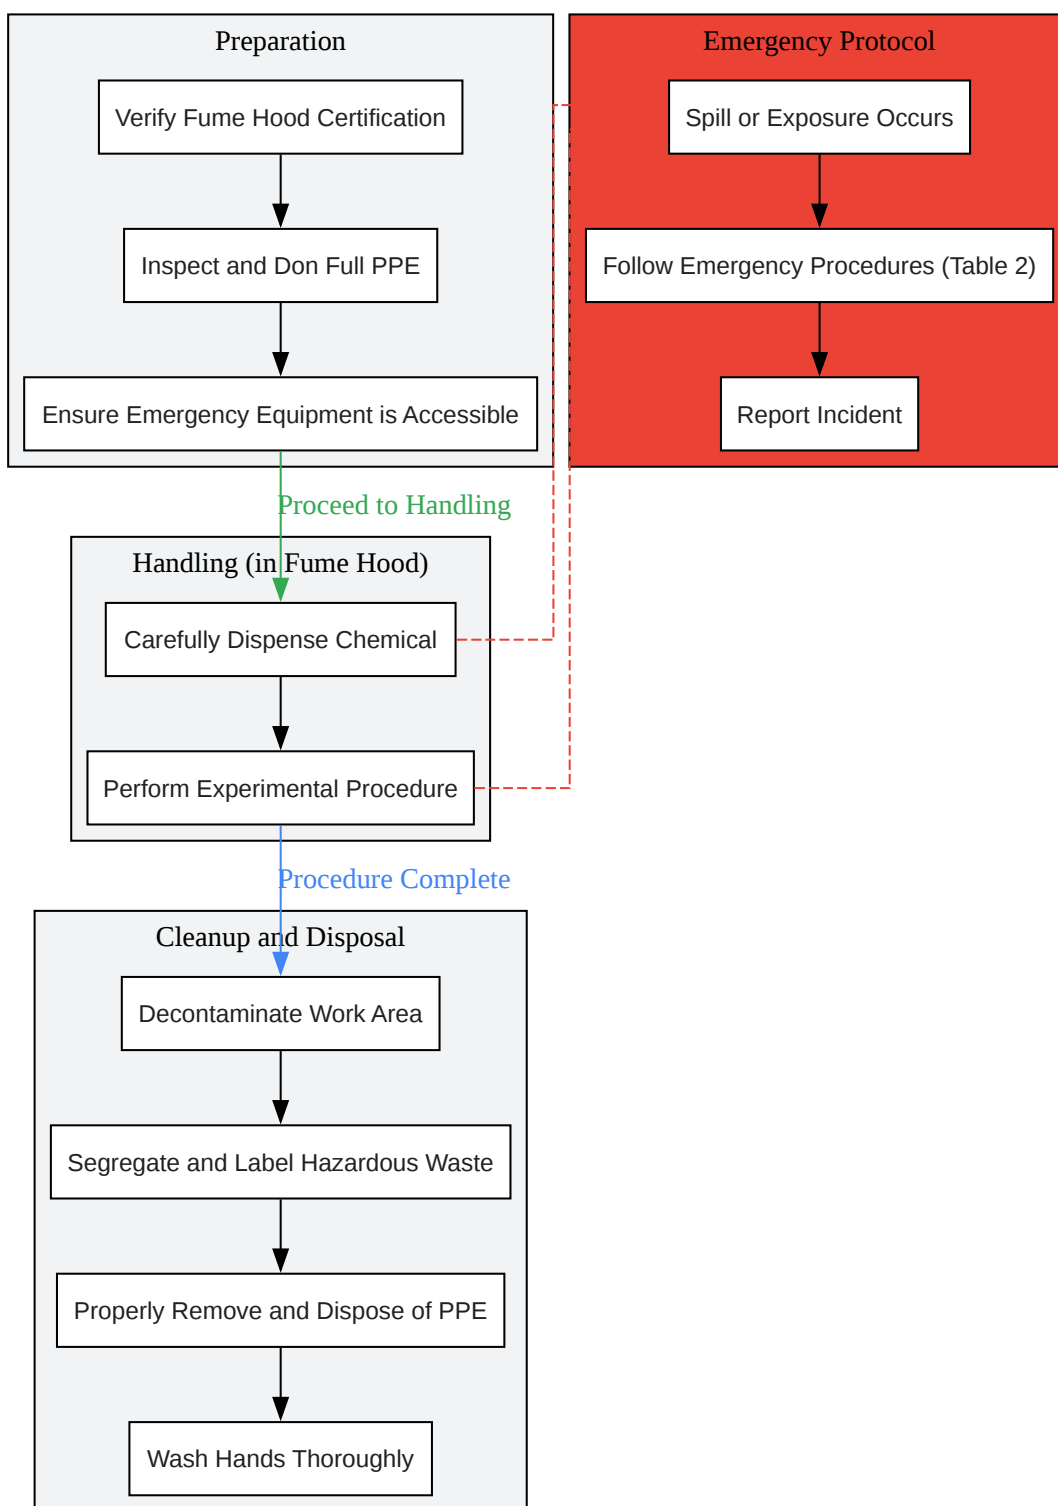 Preparation
Verify Fume Hood Certification
Inspect and Don Full PPE
Ensure Emergency Equipment is Accessible
Emergency Protocol
Spill or Exposure Occurs
Follow Emergency Procedures (Table 2)
Report Incident
Proceed to Handling
Handling (in Fume Hood)
Carefully Dispense Chemical
Perform Experimental Procedure
Procedure Complete
Cleanup and Disposal
Decontaminate Work Area
Segregate and Label Hazardous Waste
Properly Remove and Dispose of PPE
Wash Hands Thoroughly